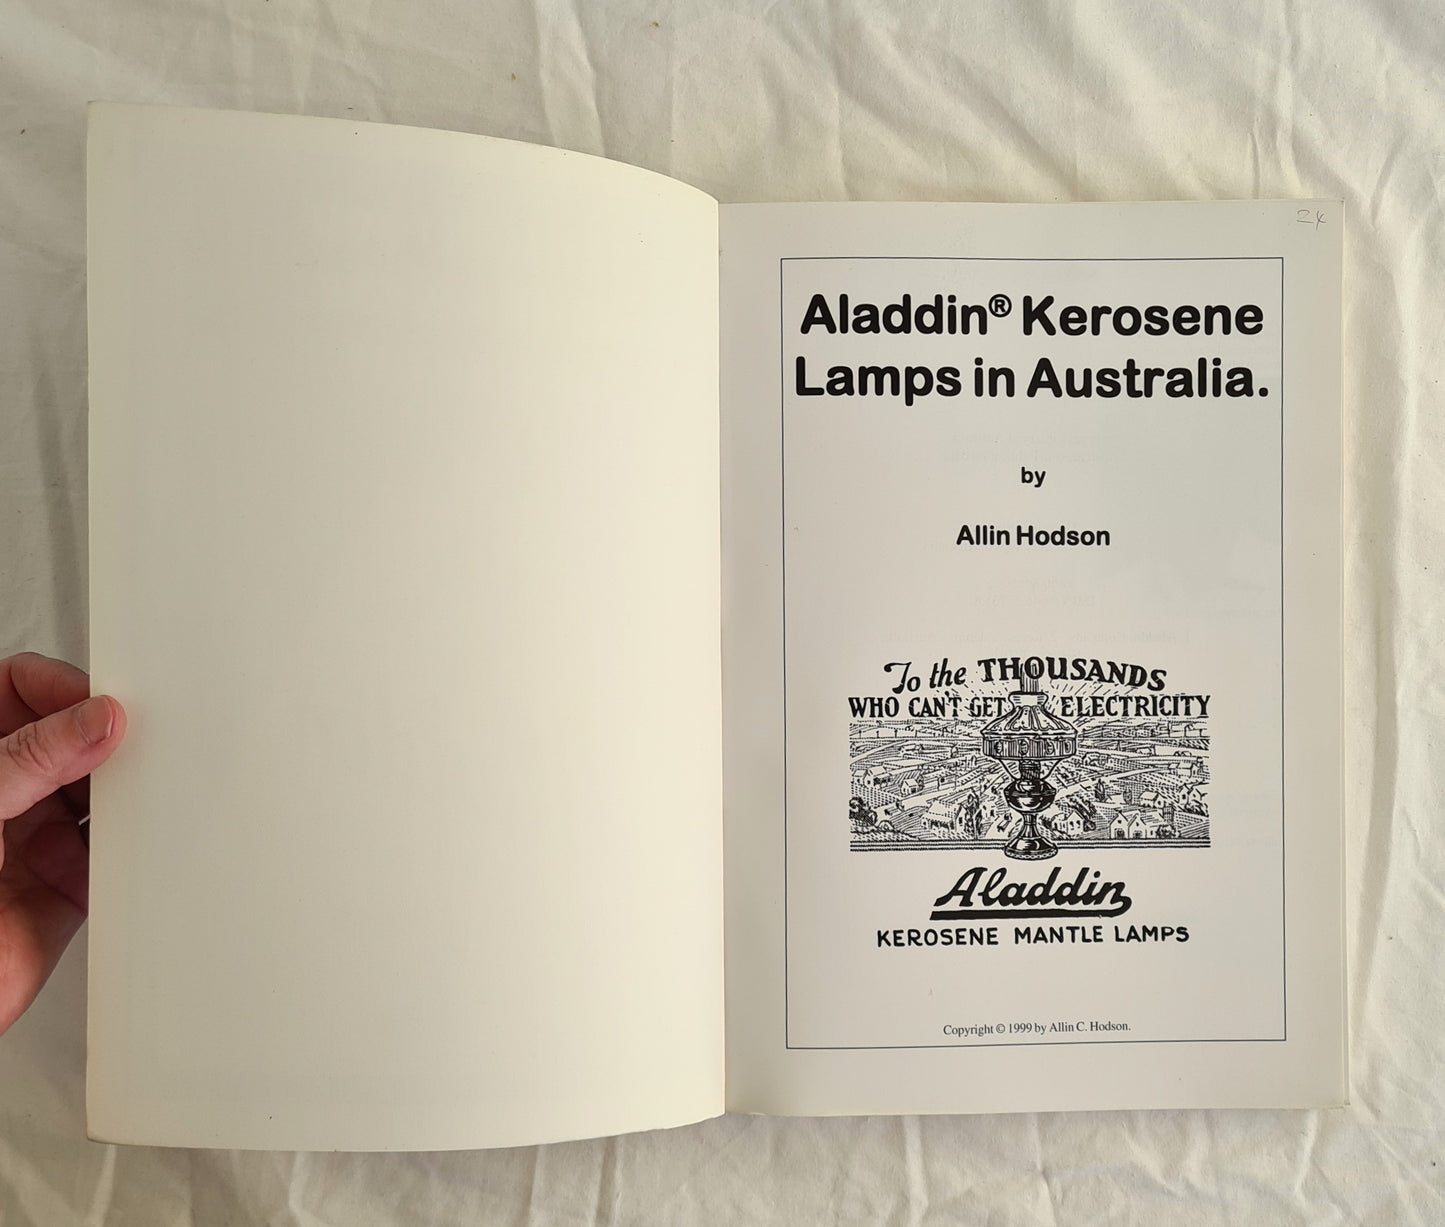 24
Aladdin® Kerosene
Lamps in Australia.
by
Allin Hodson
To the THOUSANDS
WHO CAN'T GET ELECTRICITY
Aladdin
KEROSENE MANTLE LAMPS
Copyright © 1999 by Allin C. Hodson.